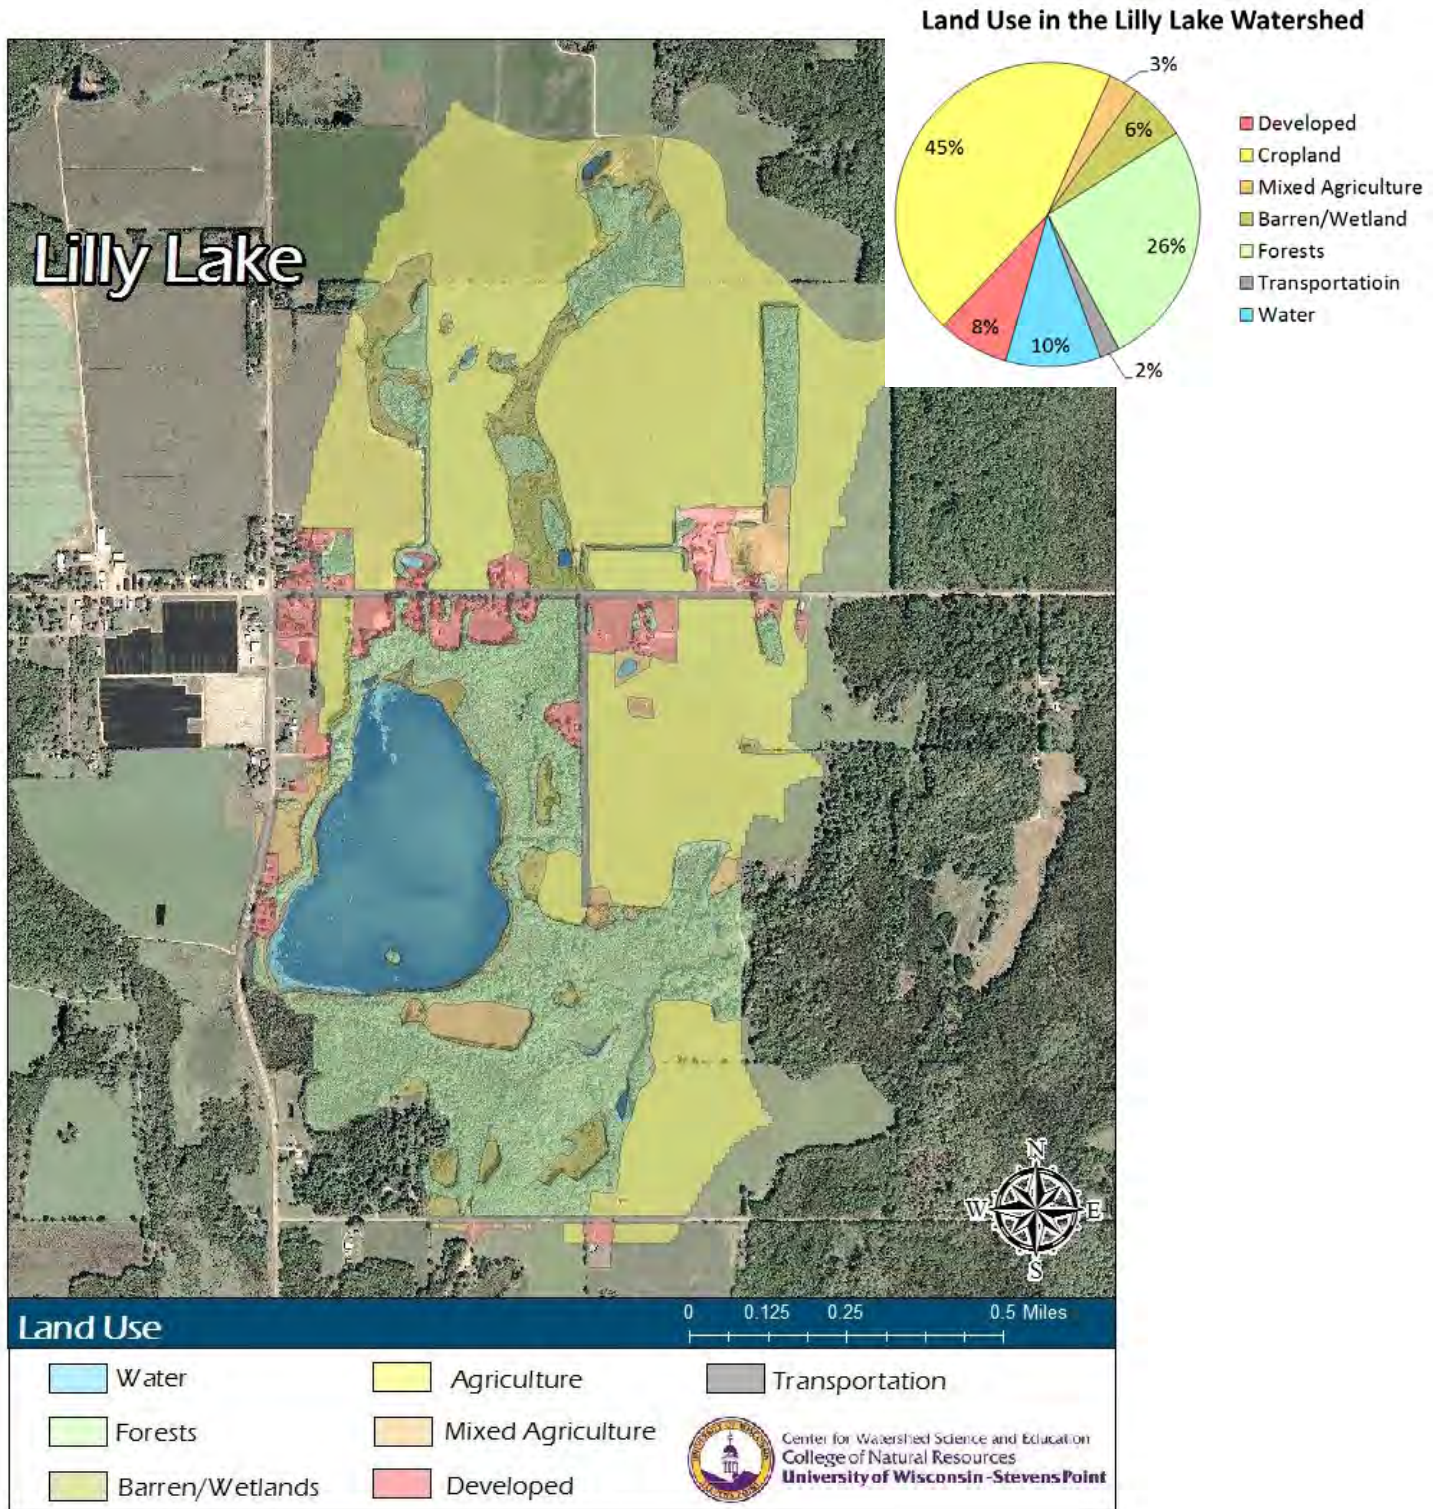 Land Use in the Lilly Lake Watershed
3%
6%
45%
26%
8%
10%
2%
Developed
Cropland
Mixed Agriculture
Barren/Wetland
Forests
Transportatioin
Water
Lilly Lake
N
W
E
S
Land Use
0 0.125 0.25 0.5 Miles
Water
Agriculture
Transportation
Forests
Mixed Agriculture
Barren/Wetlands
Developed
Center for Watershed Science and Education
College of Natural Resources
University of Wisconsin-Stevens Point